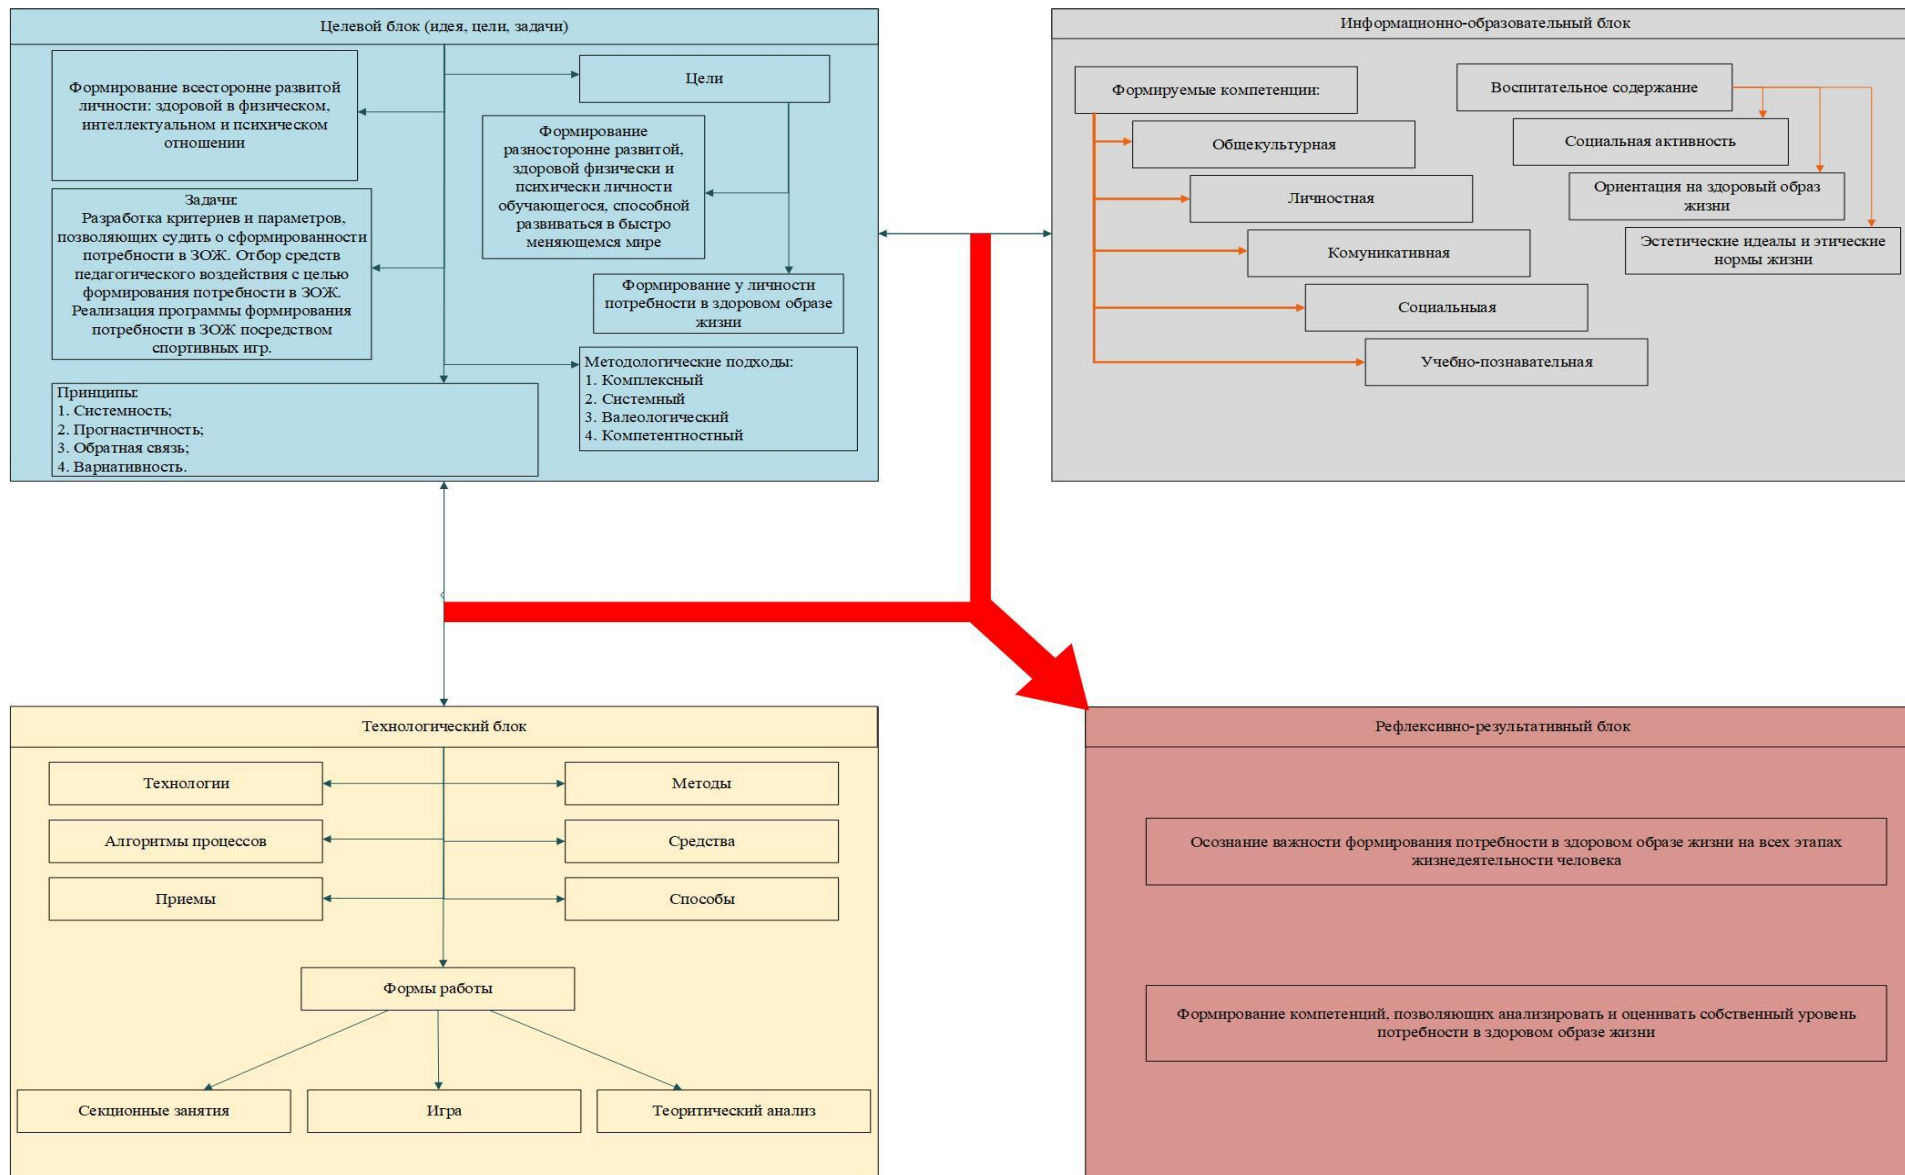 Целевой блок (идея, цели, задачи)
Формирование всесторонне развитой
личности: здоровой в физическом,
интеллектуальном и психическом
отношении
Цели
Формирование
разносторонне развитой,
здоровой физически и
психически личности
обучающегося, способной
развиваться в быстро
меняющемся мире
Задачи:
Разработка критериев и параметров,
позволяющих судить о сформированности
потребности в ЗОЖ. Отбор средств
педагогического воздействия с целью
формирования потребности в ЗОЖ.
Реализация программы формирования
потребности в ЗОЖ посредством
спортивных игр.
Формирование у личности
потребности в здоровом образе
жизни
Методологические подходы:
1. Комплексный
2. Системный
3. Валеологический
4. Компетентностный
Принципы:
1. Системность;
2. Прогнастичность;
3. Обратная связь;
4. Вариативность.
Информационно-образовательный блок
Формируемые компетенции:
Общекультурная
Личностная
Комуникативная
Социальныая
Учебно-познавательная
Воспитательное содержание
Социальная активность
Ориентация на здоровый образ
жизни
Эстетические идеалы и этические
нормы жизни
Технологический блок
Технологии
Методы
Алгоритмы процессов
Средства
Приемы
Способы
Формы работы
Секционные занятия
Игра
Теоритический анализ
Рефлексивно-результативный блок
Осознание важности формирования потребности в здоровом образе жизни на всех этапах
жизнедеятельности человека
Формирование компетенций, позволяющих анализировать и оценивать собственный уровень
потребности в здоровом образе жизни